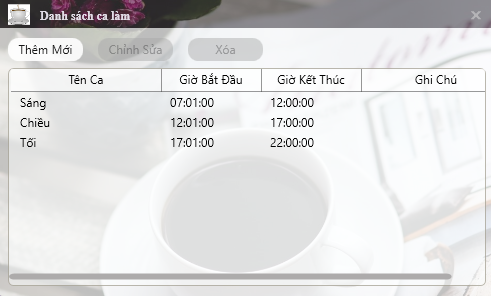 Danh sách ca làm
Thêm Mới Chỉnh Sửa Xóa
Tên Ca Giờ Bắt Đầu Giờ Kết Thúc Ghi Chú
Sáng 07:01:00 12:00:00
Chiều 12:01:00 17:00:00
Tối 17:01:00 22:00:00